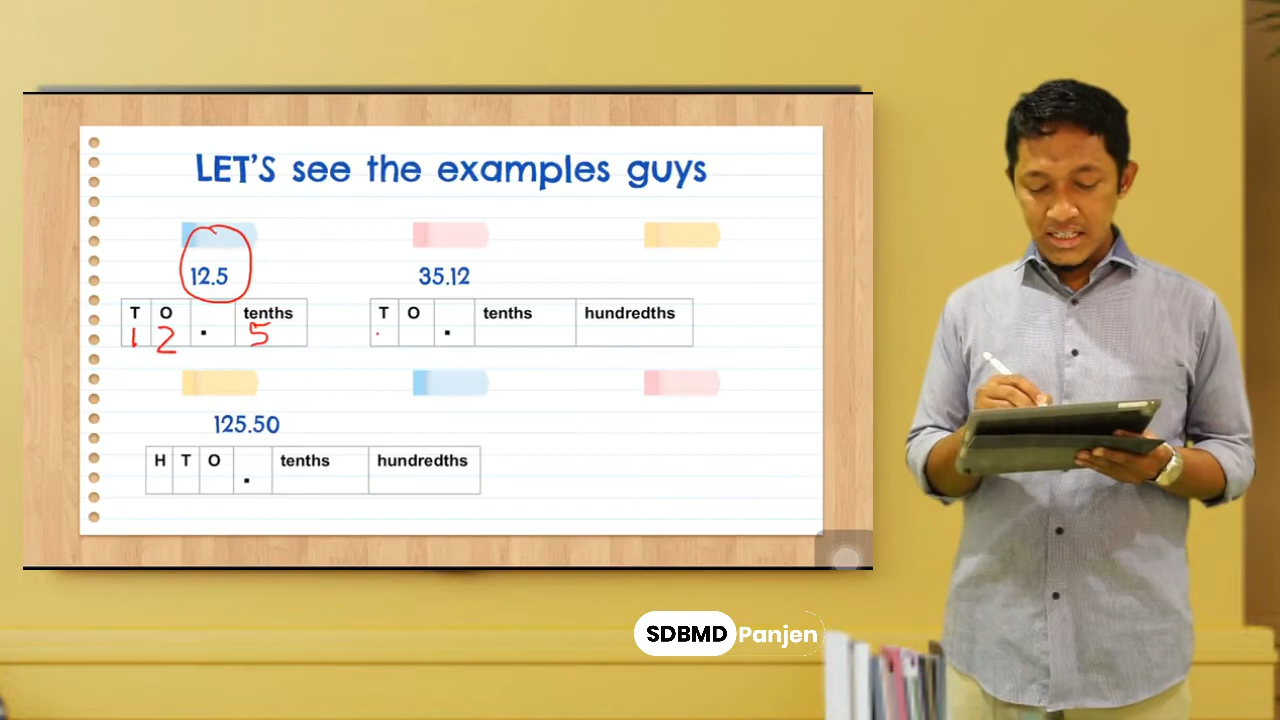 LET'S see the examples guys
12.5
35.12
T O tenths
1 2 . 5
T O tenths hundredths
.
125.50
H T O tenths hundredths
.
SDBMD Panjen